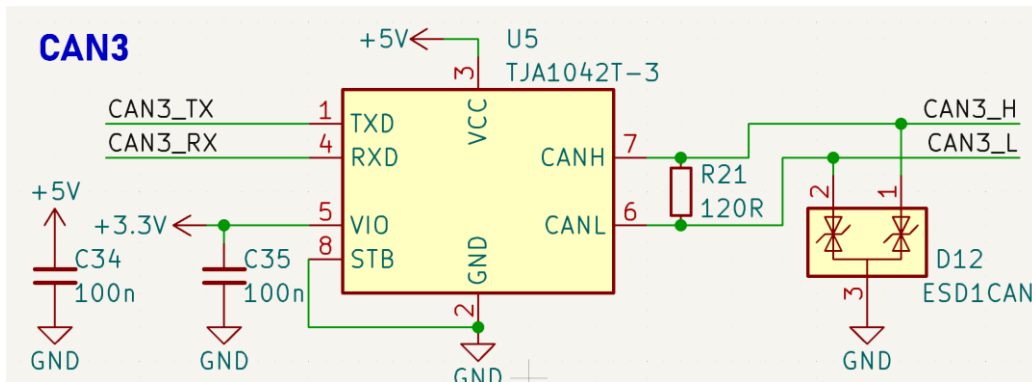 CAN3
+5V
U5
TJA1042T-3
3
CAN3_TX
1
TXD
VCC
CAN3_RX
4
RXD
CANH
7
CAN3_H
CAN3_L
R21
120R
2
1
+5V
+3.3V
5
VIO
CANL
6
8
STB
GND
C34
100n
C35
100n
2
D12
ESD1CAN
3
GND
GND
GND
GND